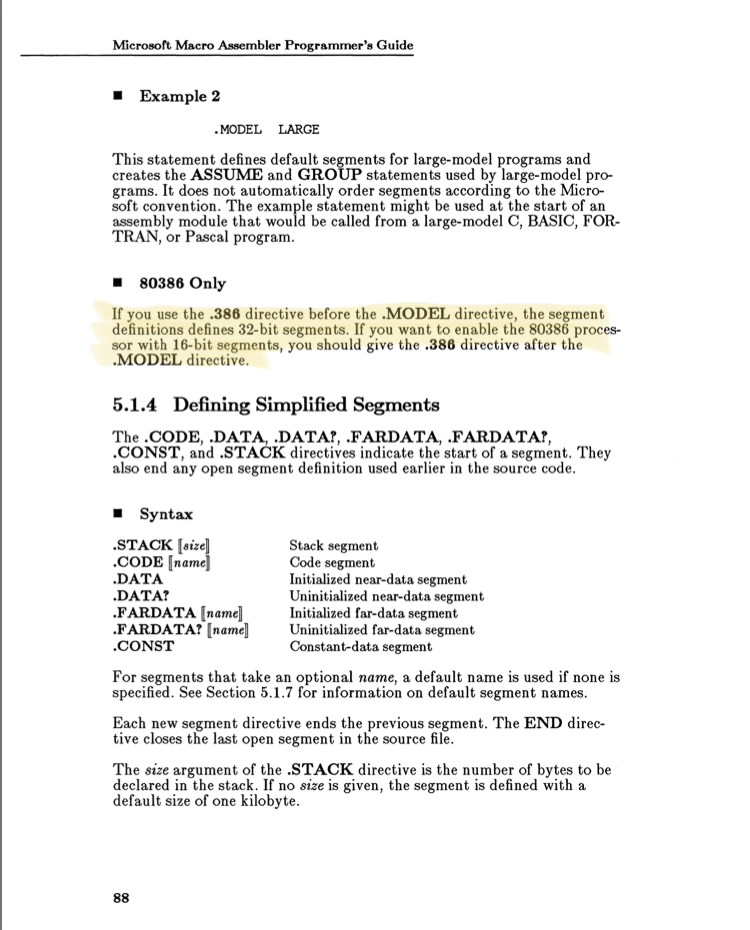 Microsoft Macro Assembler Programmer's Guide
■ Example 2
.MODEL LARGE
This statement defines default segments for large-model programs and
creates the ASSUME and GROUP statements used by large-model pro-
grams. It does not automatically order segments according to the Micro-
soft convention. The example statement might be used at the start of an
assembly module that would be called from a large-model C, BASIC, FOR-
TRAN, or Pascal program.
■ 80386 Only
If you use the .386 directive before the .MODEL directive, the segment
definitions defines 32-bit segments. If you want to enable the 80386 proces-
sor with 16-bit segments, you should give the .386 directive after the
.MODEL directive.
5.1.4 Defining Simplified Segments
The .CODE, .DATA, .DATA?, .FARDATA, .FARDATA?,
.CONST, and .STACK directives indicate the start of a segment. They
also end any open segment definition used earlier in the source code.
■ Syntax
.STACK ⟦size⟧ Stack segment
.CODE ⟦name⟧ Code segment
.DATA Initialized near-data segment
.DATA? Uninitialized near-data segment
.FARDATA ⟦name⟧ Initialized far-data segment
.FARDATA? ⟦name⟧ Uninitialized far-data segment
.CONST Constant-data segment
For segments that take an optional name, a default name is used if none is
specified. See Section 5.1.7 for information on default segment names.
Each new segment directive ends the previous segment. The END direc-
tive closes the last open segment in the source file.
The size argument of the .STACK directive is the number of bytes to be
declared in the stack. If no size is given, the segment is defined with a
default size of one kilobyte.
88